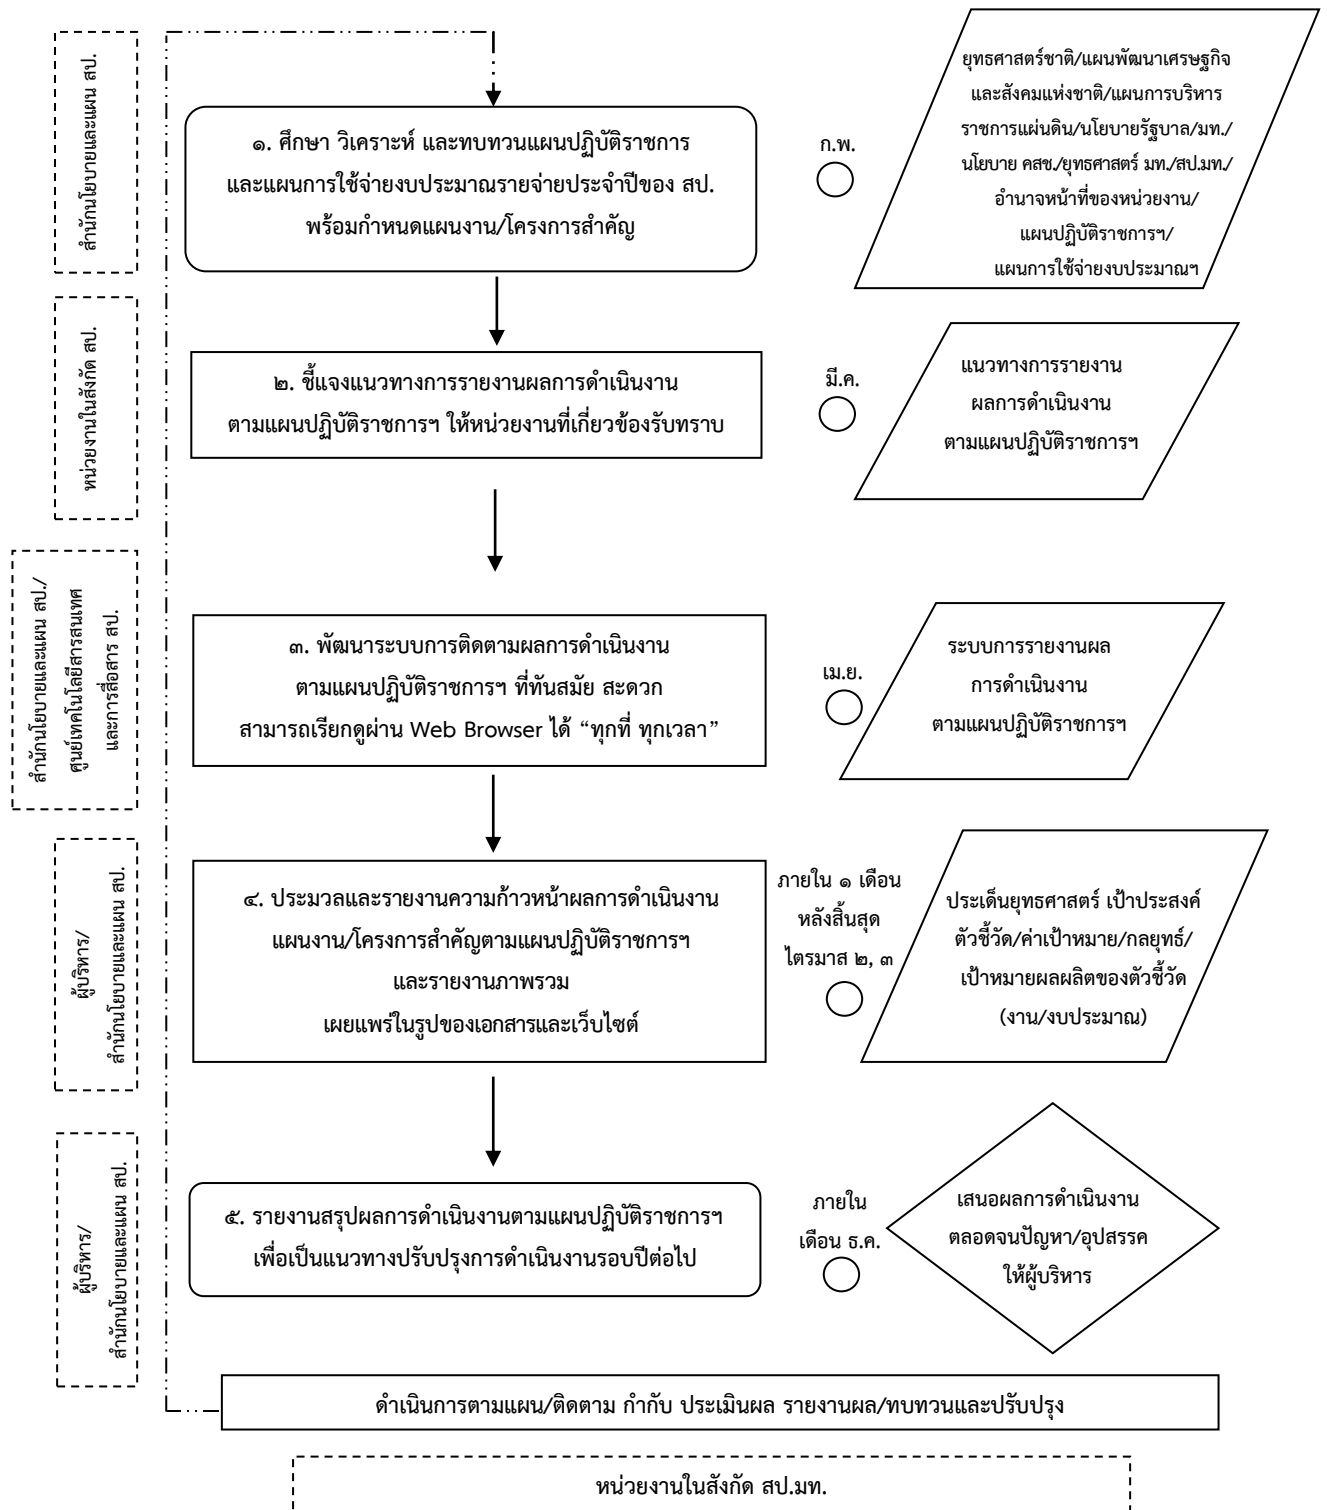 สำนักนโยบายและแผน สป.
๑. ศึกษา วิเคราะห์ และทบทวนแผนปฏิบัติราชการ
และแผนการใช้จ่ายงบประมาณรายจ่ายประจำปีของ สป.
พร้อมกำหนดแผนงาน/โครงการสำคัญ
ก.พ.
ยุทธศาสตร์ชาติ/แผนพัฒนาเศรษฐกิจ
และสังคมแห่งชาติ/แผนการบริหาร
ราชการแผ่นดิน/นโยบายรัฐบาล/มท./
นโยบาย คสช./ยุทธศาสตร์ มท./สป.มท./
อำนาจหน้าที่ของหน่วยงาน/
แผนปฏิบัติราชการฯ/
แผนการใช้จ่ายงบประมาณฯ
หน่วยงานในสังกัด สป.
๒. ชี้แจงแนวทางการรายงานผลการดำเนินงาน
ตามแผนปฏิบัติราชการฯ ให้หน่วยงานที่เกี่ยวข้องรับทราบ
มี.ค.
แนวทางการรายงาน
ผลการดำเนินงาน
ตามแผนปฏิบัติราชการฯ
สำนักนโยบายและแผน สป./
ศูนย์เทคโนโลยีสารสนเทศ
และการสื่อสาร สป.
๓. พัฒนาระบบการติดตามผลการดำเนินงาน
ตามแผนปฏิบัติราชการฯ ที่ทันสมัย สะดวก
สามารถเรียกดูผ่าน Web Browser ได้ “ทุกที่ ทุกเวลา”
เม.ย.
ระบบการรายงานผล
การดำเนินงาน
ตามแผนปฏิบัติราชการฯ
ผู้บริหาร/
สำนักนโยบายและแผน สป.
๔. ประมวลและรายงานความก้าวหน้าผลการดำเนินงาน
แผนงาน/โครงการสำคัญตามแผนปฏิบัติราชการฯ
และรายงานภาพรวม
เผยแพร่ในรูปของเอกสารและเว็บไซต์
ภายใน ๑ เดือน
หลังสิ้นสุด
ไตรมาส ๒, ๓
ประเด็นยุทธศาสตร์ เป้าประสงค์
ตัวชี้วัด/ค่าเป้าหมาย/กลยุทธ์/
เป้าหมายผลผลิตของตัวชี้วัด
(งาน/งบประมาณ)
ผู้บริหาร/
สำนักนโยบายและแผน สป.
๕. รายงานสรุปผลการดำเนินงานตามแผนปฏิบัติราชการฯ
เพื่อเป็นแนวทางปรับปรุงการดำเนินงานรอบปีต่อไป
ภายใน
เดือน ธ.ค.
เสนอผลการดำเนินงาน
ตลอดจนปัญหา/อุปสรรค
ให้ผู้บริหาร
ดำเนินการตามแผน/ติดตาม กำกับ ประเมินผล รายงานผล/ทบทวนและปรับปรุง
หน่วยงานในสังกัด สป.มท.